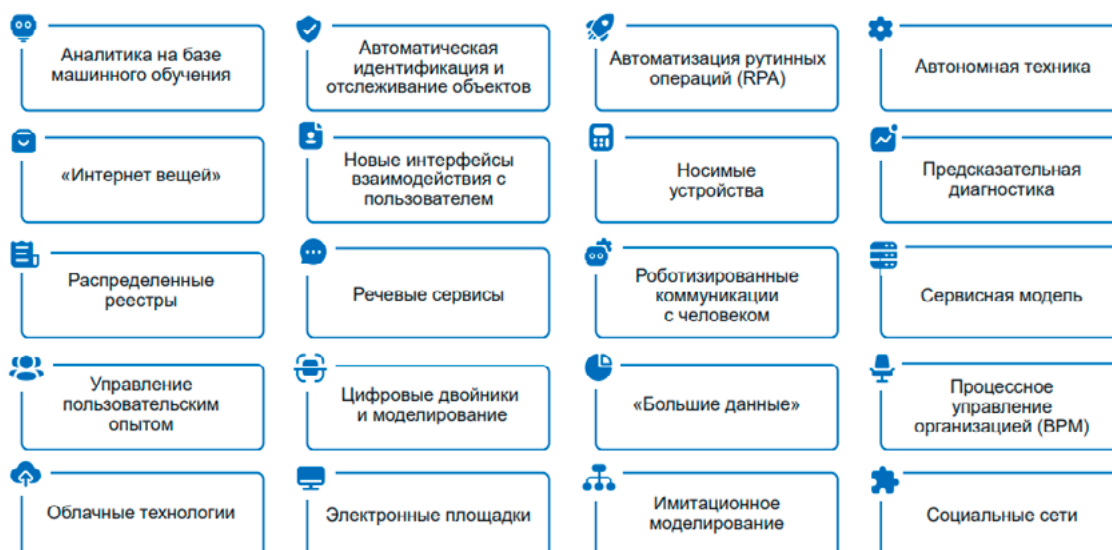 Аналитика на базе
машинного обучения
Автоматическая
идентификация и
отслеживание объектов
Автоматизация рутинных
операций (RPA)
Автономная техника
«Интернет вещей»
Новые интерфейсы
взаимодействия с
пользователем
Носимые
устройства
Предсказательная
диагностика
Распределенные
реестры
Речевые сервисы
Роботизированные
коммуникации
с человеком
Сервисная модель
Управление
пользовательским
опытом
Цифровые двойники
и моделирование
«Большие данные»
Процессное
управление
организацией (BPM)
Облачные технологии
Электронные площадки
Имитационное
моделирование
Социальные сети